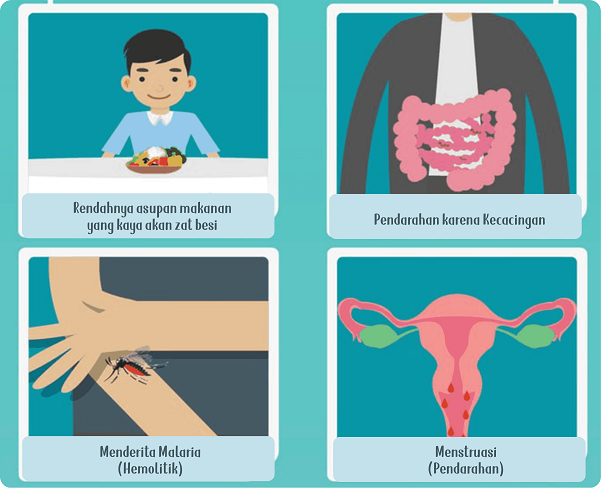 Rendahnya asupan makanan
yang kaya akan zat besi
Pendarahan karena Kecacingan
Menderita Malaria
(Hemolitik)
Menstruasi
(Pendarahan)